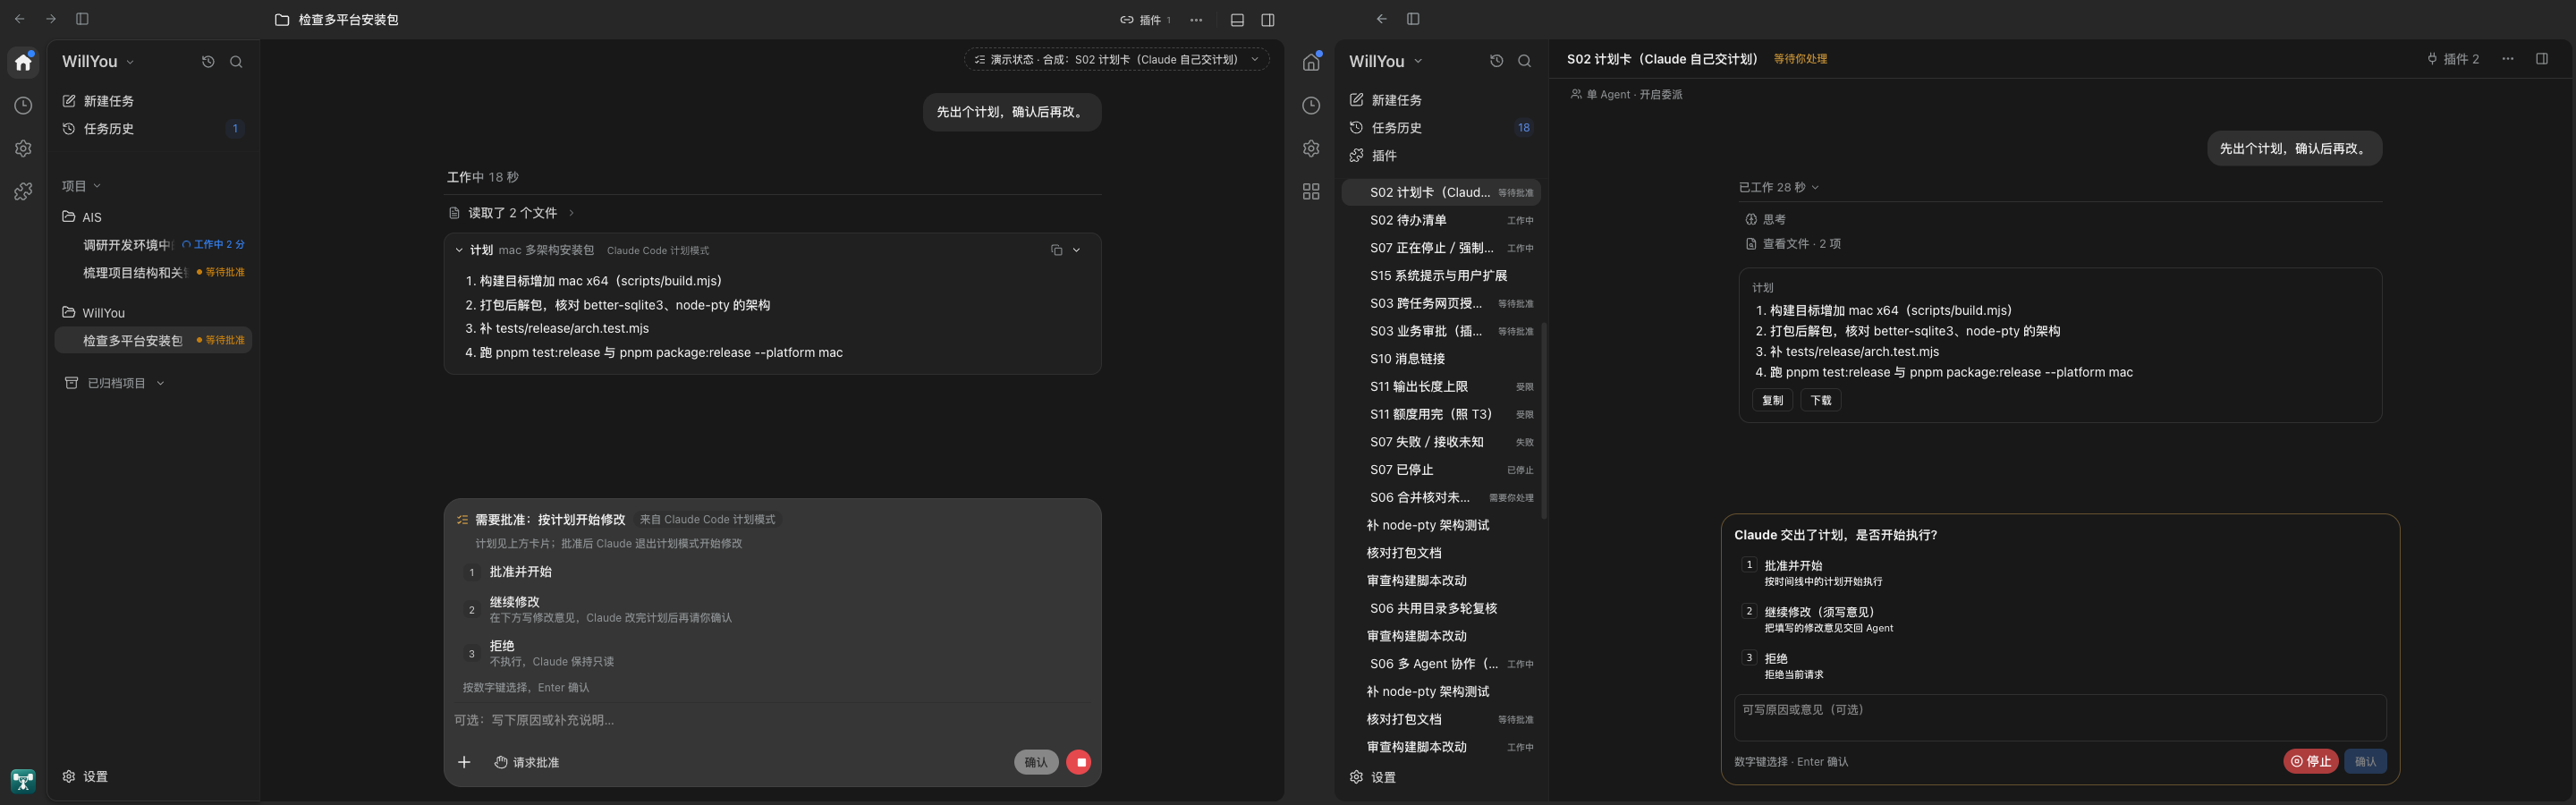 检查多平台安装包
插件 1
WillYou
新建任务
任务历史 1
项目
AIS
调研开发环境中 工作中 2 分
梳理项目结构和关 等待批准
WillYou
检查多平台安装包 等待批准
已归档项目
设置
演示状态 · 合成：S02 计划卡（Claude 自己交计划）
先出个计划，确认后再改。
工作中 18 秒
读取了 2 个文件
计划 mac 多架构安装包 Claude Code 计划模式
1. 构建目标增加 mac x64（scripts/build.mjs）
2. 打包后解包，核对 better-sqlite3、node-pty 的架构
3. 补 tests/release/arch.test.mjs
4. 跑 pnpm test:release 与 pnpm package:release --platform mac
需要批准：按计划开始修改 来自 Claude Code 计划模式
计划见上方卡片；批准后 Claude 退出计划模式开始修改
1 批准并开始
2 继续修改
在下方写修改意见，Claude 改完计划后再请你确认
3 拒绝
不执行，Claude 保持只读
按数字键选择，Enter 确认
可选：写下原因或补充说明...
请求批准 确认
WillYou
新建任务
任务历史 18
插件
S02 计划卡（Claud... 等待批准
S02 待办清单 工作中
S07 正在停止 / 强制... 工作中
S15 系统提示与用户扩展
S03 跨任务网页授... 等待批准
S03 业务审批（插... 等待批准
S10 消息链接
S11 输出长度上限 受限
S11 额度用完（照 T3） 受限
S07 失败 / 接收未知 失败
S07 已停止 已停止
S06 合并核对未... 需要你处理
补 node-pty 架构测试
核对打包文档
审查构建脚本改动
S06 共用目录多轮复核
审查构建脚本改动
S06 多 Agent 协作（... 工作中
补 node-pty 架构测试
核对打包文档 等待批准
审查构建脚本改动 工作中
设置
S02 计划卡（Claude 自己交计划） 等待你处理
插件 2
单 Agent · 开启委派
先出个计划，确认后再改。
已工作 28 秒
思考
查看文件 · 2 项
计划
1. 构建目标增加 mac x64（scripts/build.mjs）
2. 打包后解包，核对 better-sqlite3、node-pty 的架构
3. 补 tests/release/arch.test.mjs
4. 跑 pnpm test:release 与 pnpm package:release --platform mac
复制 下载
Claude 交出了计划，是否开始执行？
1 批准并开始
按时间线中的计划开始执行
2 继续修改（须写意见）
把填写的修改意见交回 Agent
3 拒绝
拒绝当前请求
可写原因或意见（可选）
数字键选择 · Enter 确认
停止 确认